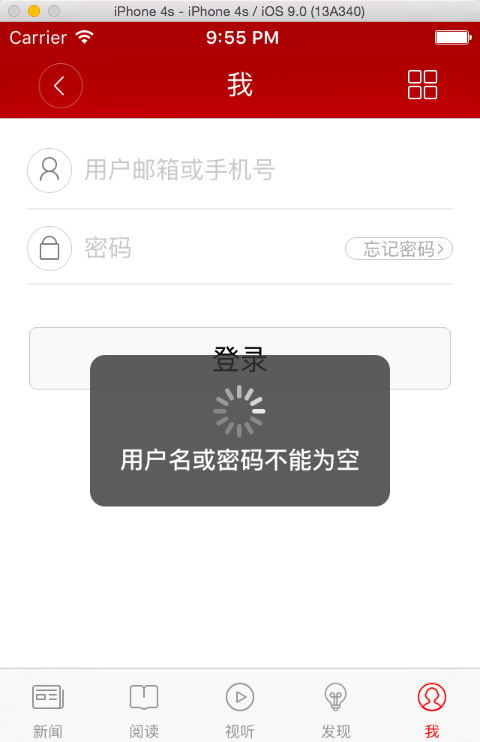 iPhone 4s - iPhone 4s / iOS 9.0 (13A340)
Carrier 9:55 PM
我
用户邮箱或手机号
密码 忘记密码
登录
用户名或密码不能为空
新闻 阅读 视听 发现 我